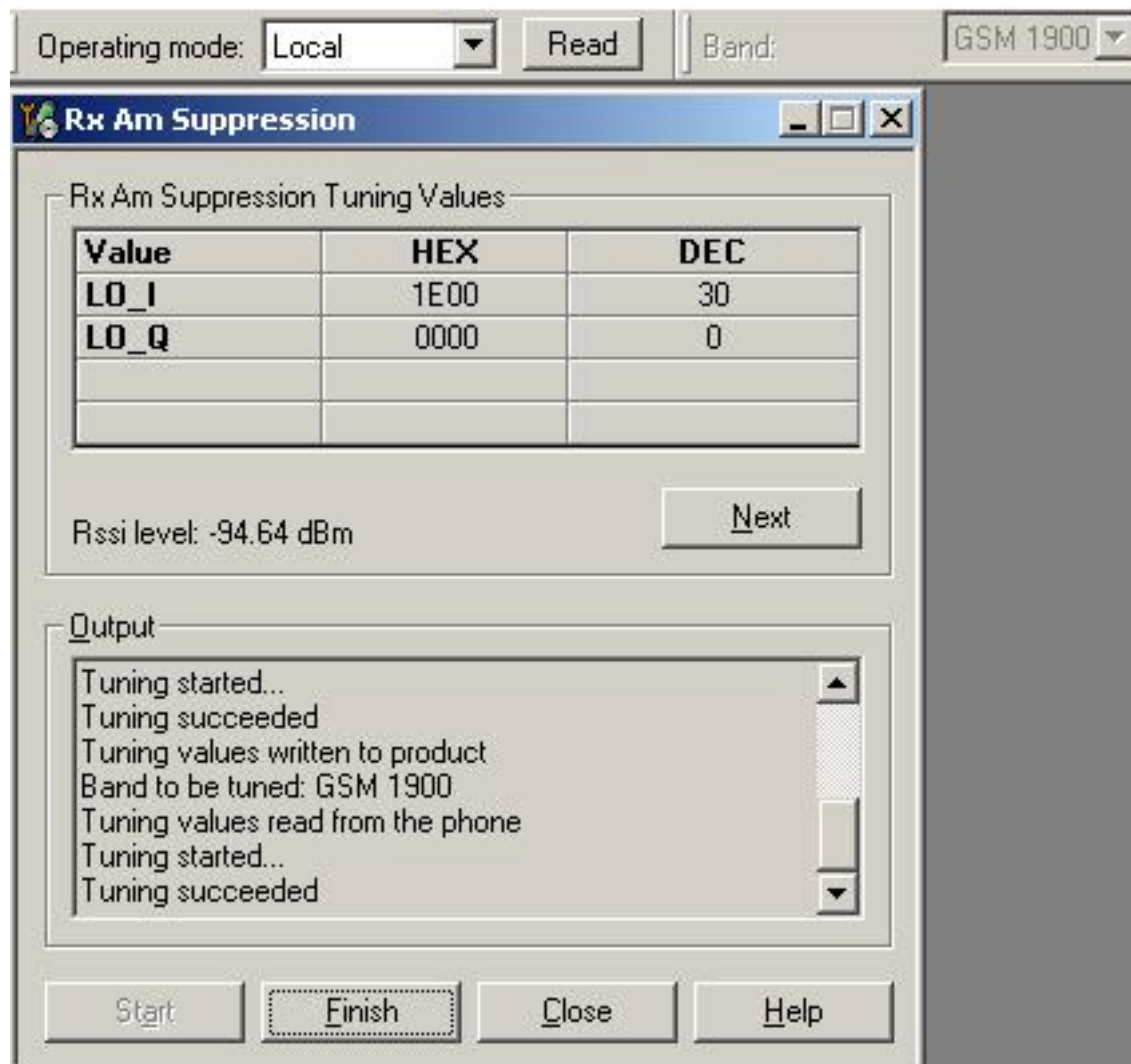 Operating mode: Local Read Band: GSM 1900
Rx Am Suppression
Rx Am Suppression Tuning Values
Value HEX DEC
LO_I 1E00 30
LO_Q 0000 0
Rssi level: -94.64 dBm Next
Output
Tuning started...
Tuning succeeded
Tuning values written to product
Band to be tuned: GSM 1900
Tuning values read from the phone
Tuning started...
Tuning succeeded
Start Finish Close Help